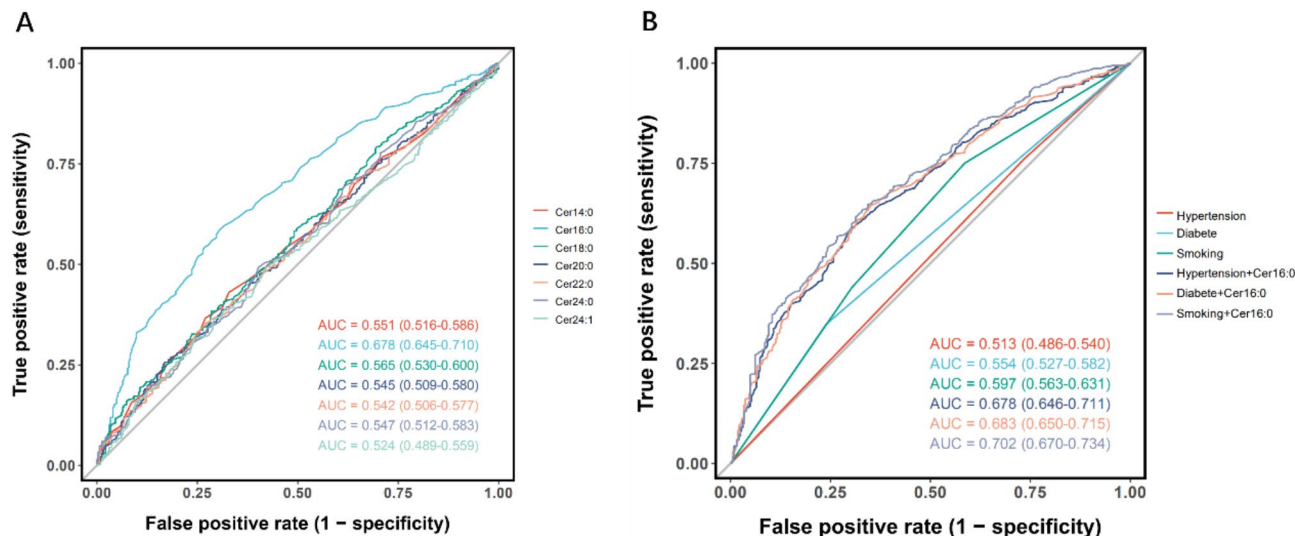 A
True positive rate (sensitivity)
1.00
0.75
0.50
0.25
0.00
AUC = 0.551 (0.516-0.586)
AUC = 0.678 (0.645-0.710)
AUC = 0.565 (0.530-0.600)
AUC = 0.545 (0.509-0.580)
AUC = 0.542 (0.506-0.577)
AUC = 0.547 (0.512-0.583)
AUC = 0.524 (0.489-0.559)
0.00 0.25 0.50 0.75 1.00
False positive rate (1 − specificity)
Cer14:0
Cer16:0
Cer18:0
Cer20:0
Cer22:0
Cer24:0
Cer24:1
B
True positive rate (sensitivity)
1.00
0.75
0.50
0.25
0.00
AUC = 0.513 (0.486-0.540)
AUC = 0.554 (0.527-0.582)
AUC = 0.597 (0.563-0.631)
AUC = 0.678 (0.646-0.711)
AUC = 0.683 (0.650-0.715)
AUC = 0.702 (0.670-0.734)
0.00 0.25 0.50 0.75 1.00
False positive rate (1 − specificity)
Hypertension
Diabete
Smoking
Hypertension+Cer16:0
Diabete+Cer16:0
Smoking+Cer16:0